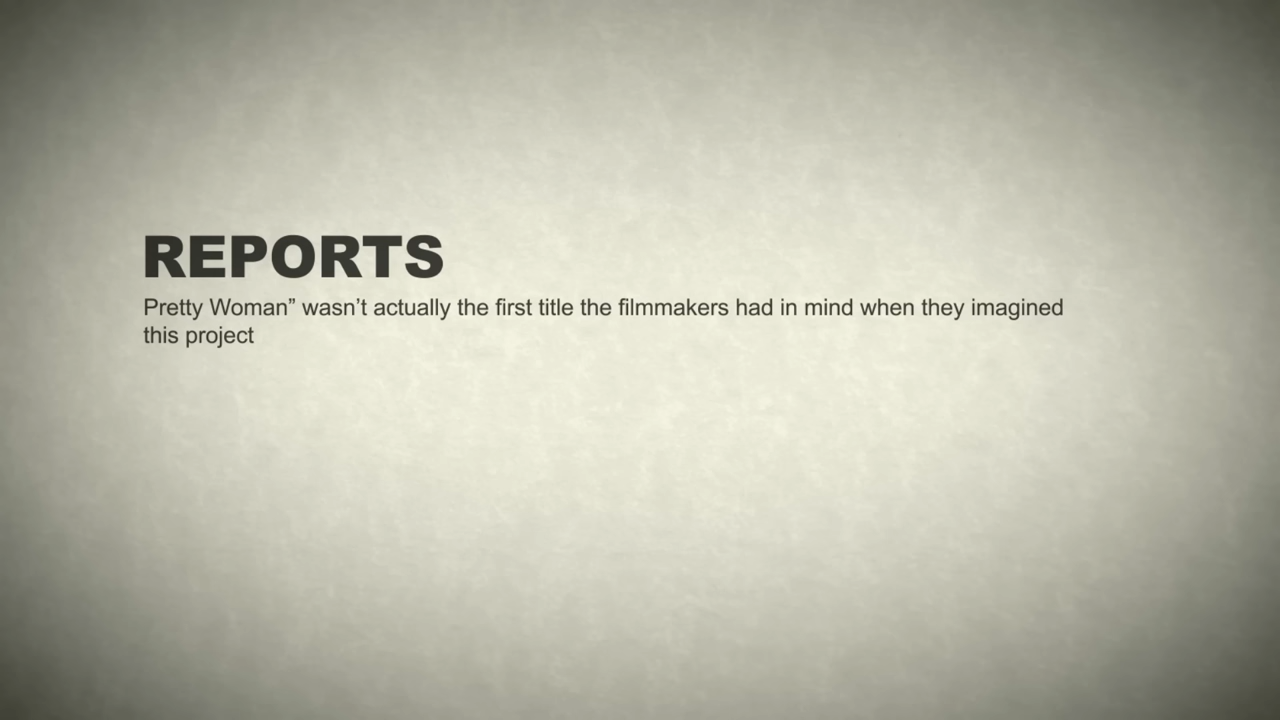 REPORTS
Pretty Woman” wasn’t actually the first title the filmmakers had in mind when they imagined
this project